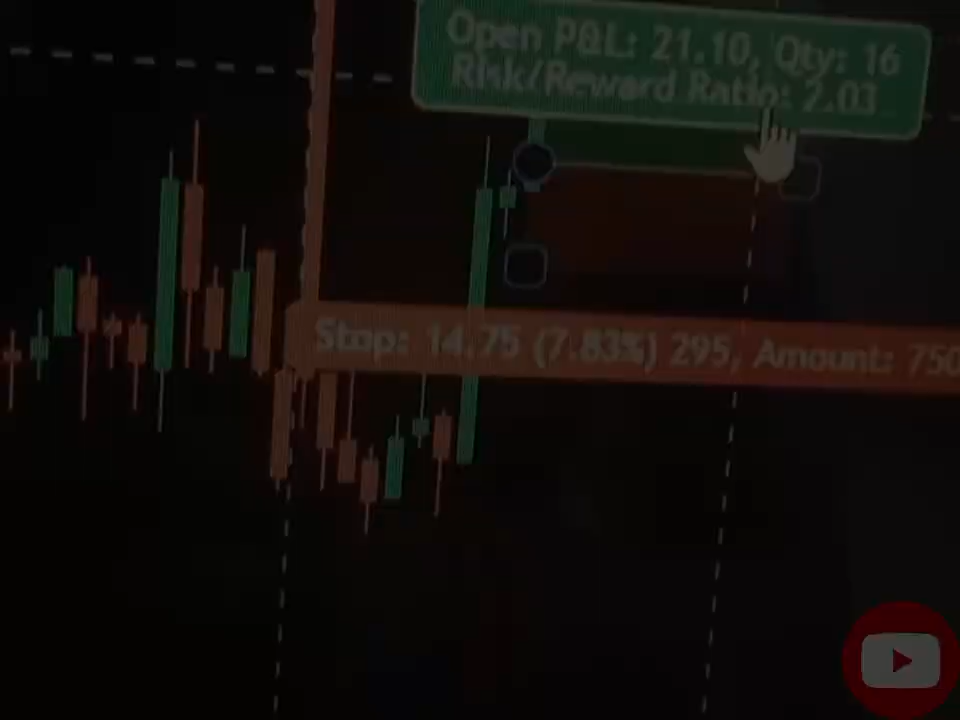 Open P&L: 21.10, Qty: 16
Risk/Reward Ratio: 2.03
Stop: 14.75 (7.83%) 295, Amount: 750